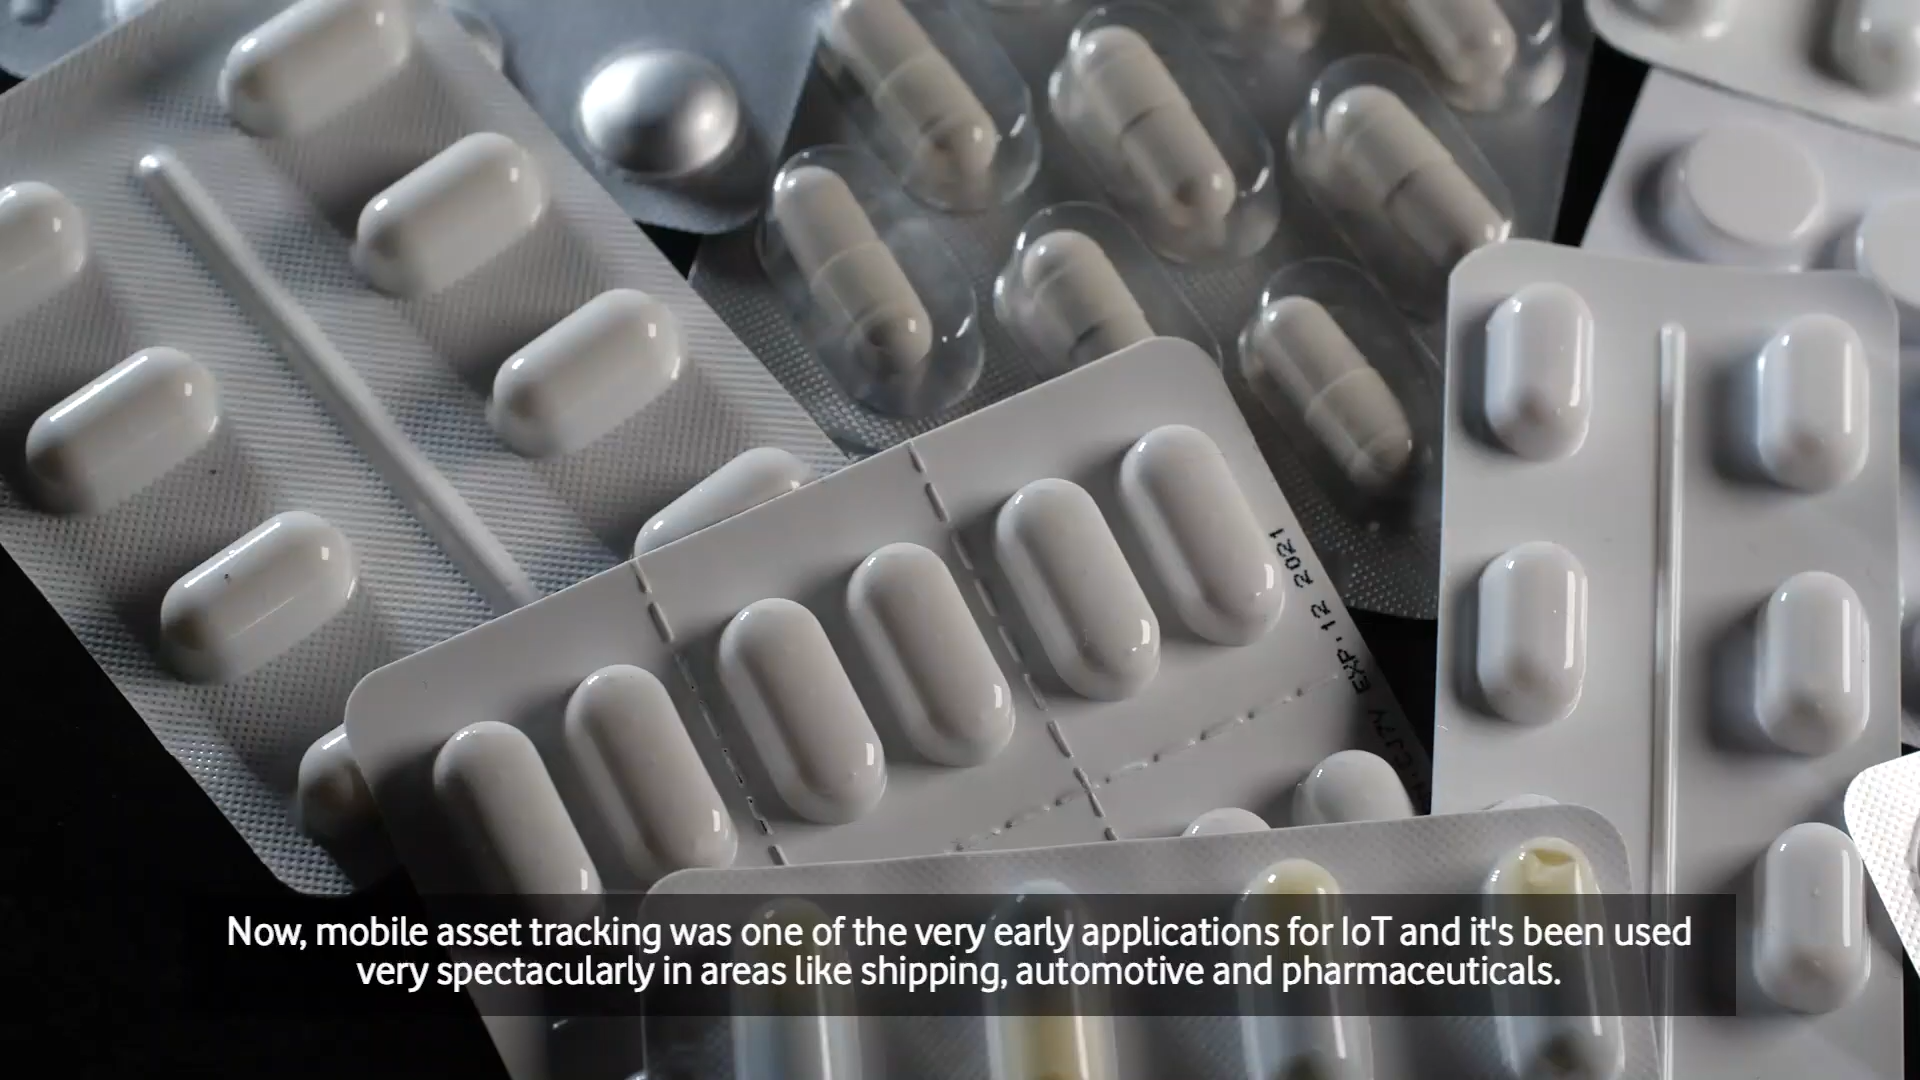 EXP.12 2021
Now, mobile asset tracking was one of the very early applications for IoT and it's been used
very spectacularly in areas like shipping, automotive and pharmaceuticals.